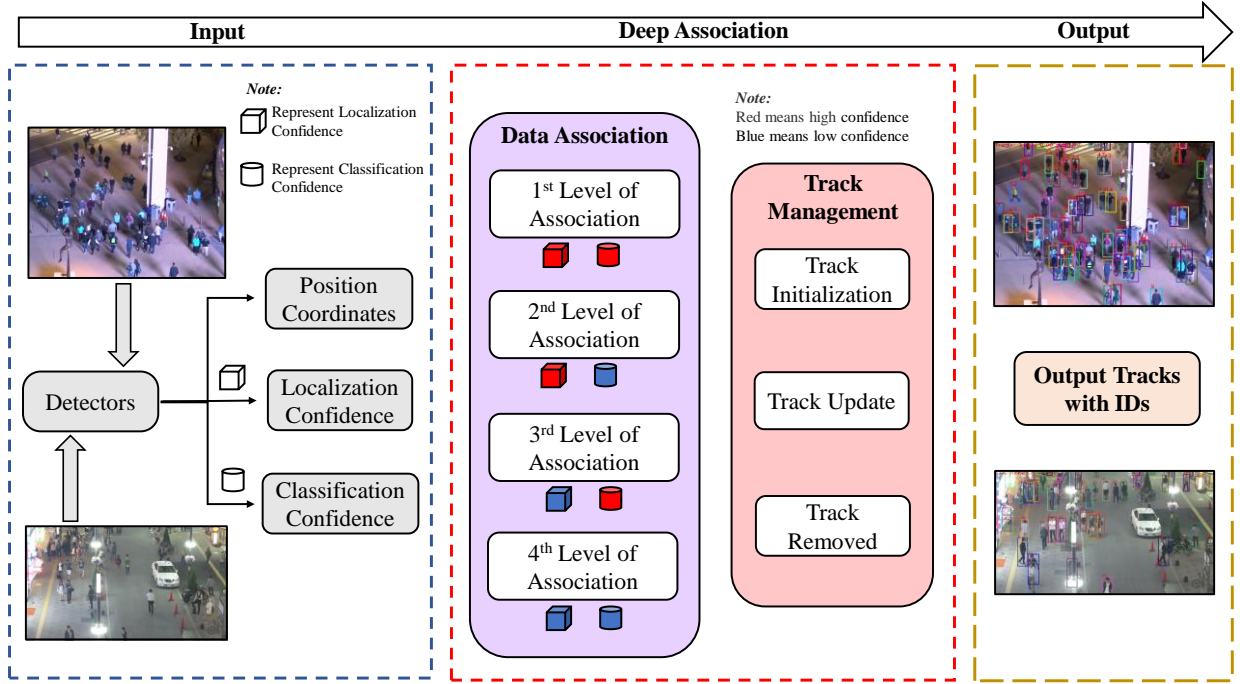 Input
Deep Association
Output
Note:
Represent Localization
Confidence
Represent Classification
Confidence
Detectors
Position
Coordinates
Localization
Confidence
Classification
Confidence
Data Association
1st Level of
Association
2nd Level of
Association
3rd Level of
Association
4th Level of
Association
Note:
Red means high confidence
Blue means low confidence
Track
Management
Track
Initialization
Track Update
Track
Removed
Output Tracks
with IDs